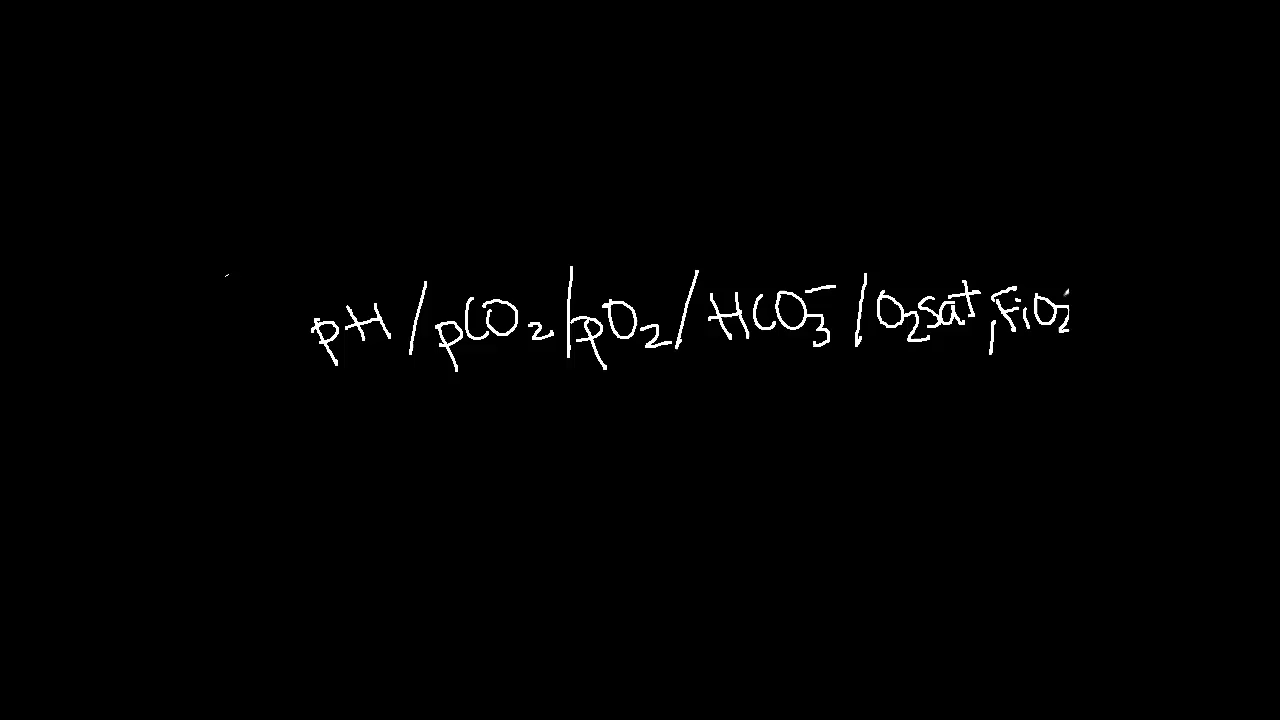 pH/pCO₂/pO₂/HCO₃⁻/O₂sat, FiO₂